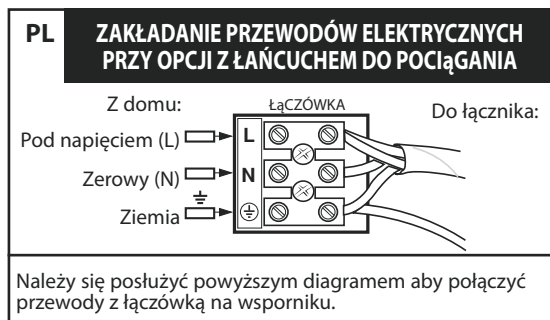 PL
ZAKŁADANIE PRZEWODÓW ELEKTRYCZNYCH
PRZY OPCJI Z ŁAŃCUCHEM DO POCIąGANIA
Z domu:
ŁąCZÓWKA
Do łącznika:
Pod napięciem (L)
L
Zerowy (N)
N
Ziemia
Należy się posłużyć powyższym diagramem aby połączyć
przewody z łączówką na wsporniku.